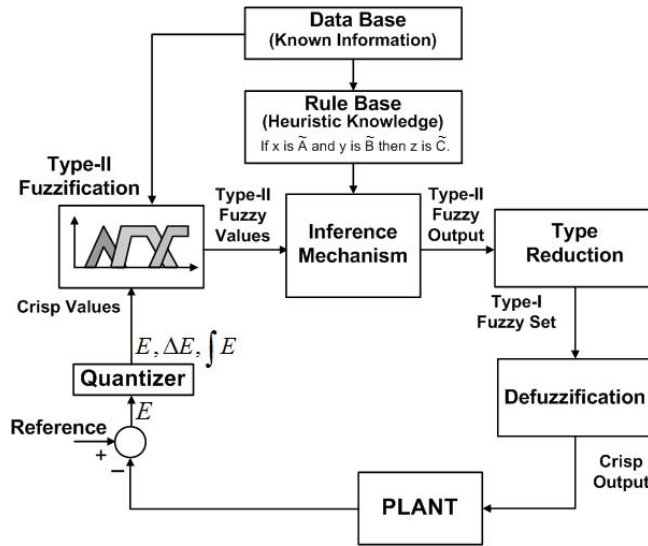 Data Base
(Known Information)
Rule Base
(Heuristic Knowledge)
If x is Ã and y is B̃ then z is C̃.
Type-II
Fuzzification
Type-II
Fuzzy
Values
Inference
Mechanism
Type-II
Fuzzy
Output
Type
Reduction
Crisp Values
Type-I
Fuzzy Set
E, ΔE, ∫E
Quantizer
Defuzzification
E
Reference
+
−
Crisp
Output
PLANT